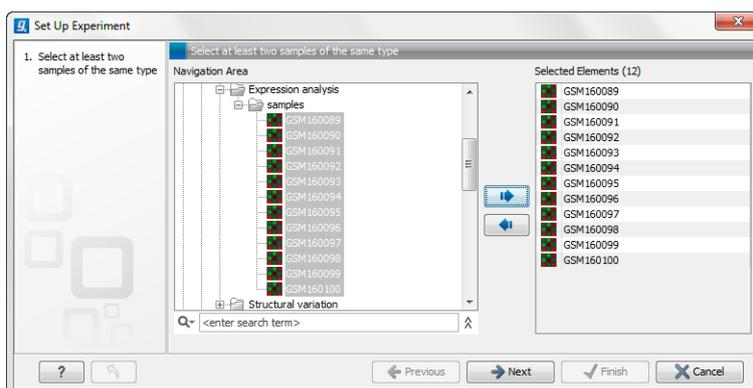 Set Up Experiment
1. Select at least two
samples of the same type
Select at least two samples of the same type
Navigation Area
Expression analysis
samples
GSM160089
GSM160090
GSM160091
GSM160092
GSM160093
GSM160094
GSM160095
GSM160096
GSM160097
GSM160098
GSM160099
GSM160100
Structural variation
<enter search term>
Selected Elements (12)
GSM160089
GSM160090
GSM160091
GSM160092
GSM160093
GSM160094
GSM160095
GSM160096
GSM160097
GSM160098
GSM160099
GSM160100
?
Previous
Next
Finish
Cancel